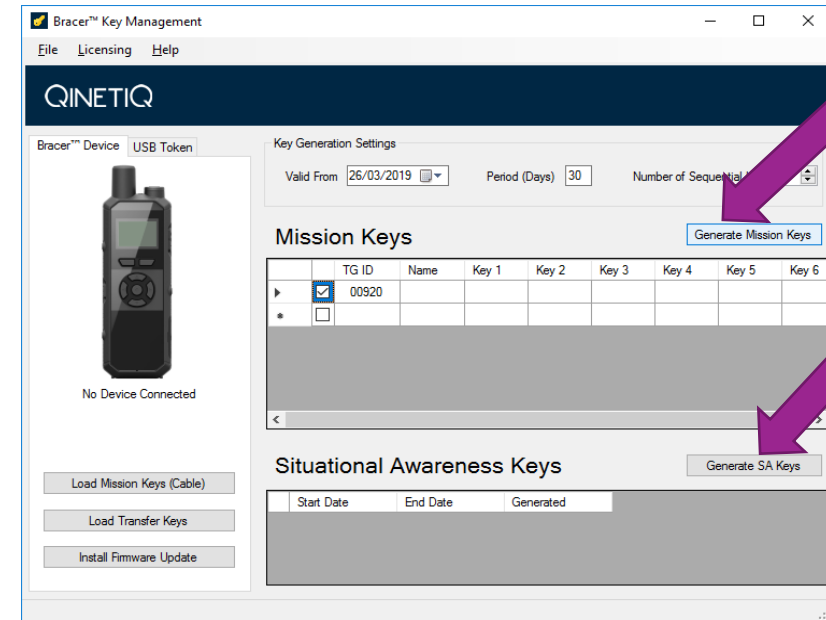 Bracer™ Key Management
File Licensing Help
QINETIQ
Bracer™ Device USB Token
Key Generation Settings
Valid From 26/03/2019 Period (Days) 30 Number of Sequential
Mission Keys Generate Mission Keys
TG ID Name Key 1 Key 2 Key 3 Key 4 Key 5 Key 6
00920
No Device Connected
Situational Awareness Keys Generate SA Keys
Load Mission Keys (Cable)
Start Date End Date Generated
Load Transfer Keys
Install Firmware Update